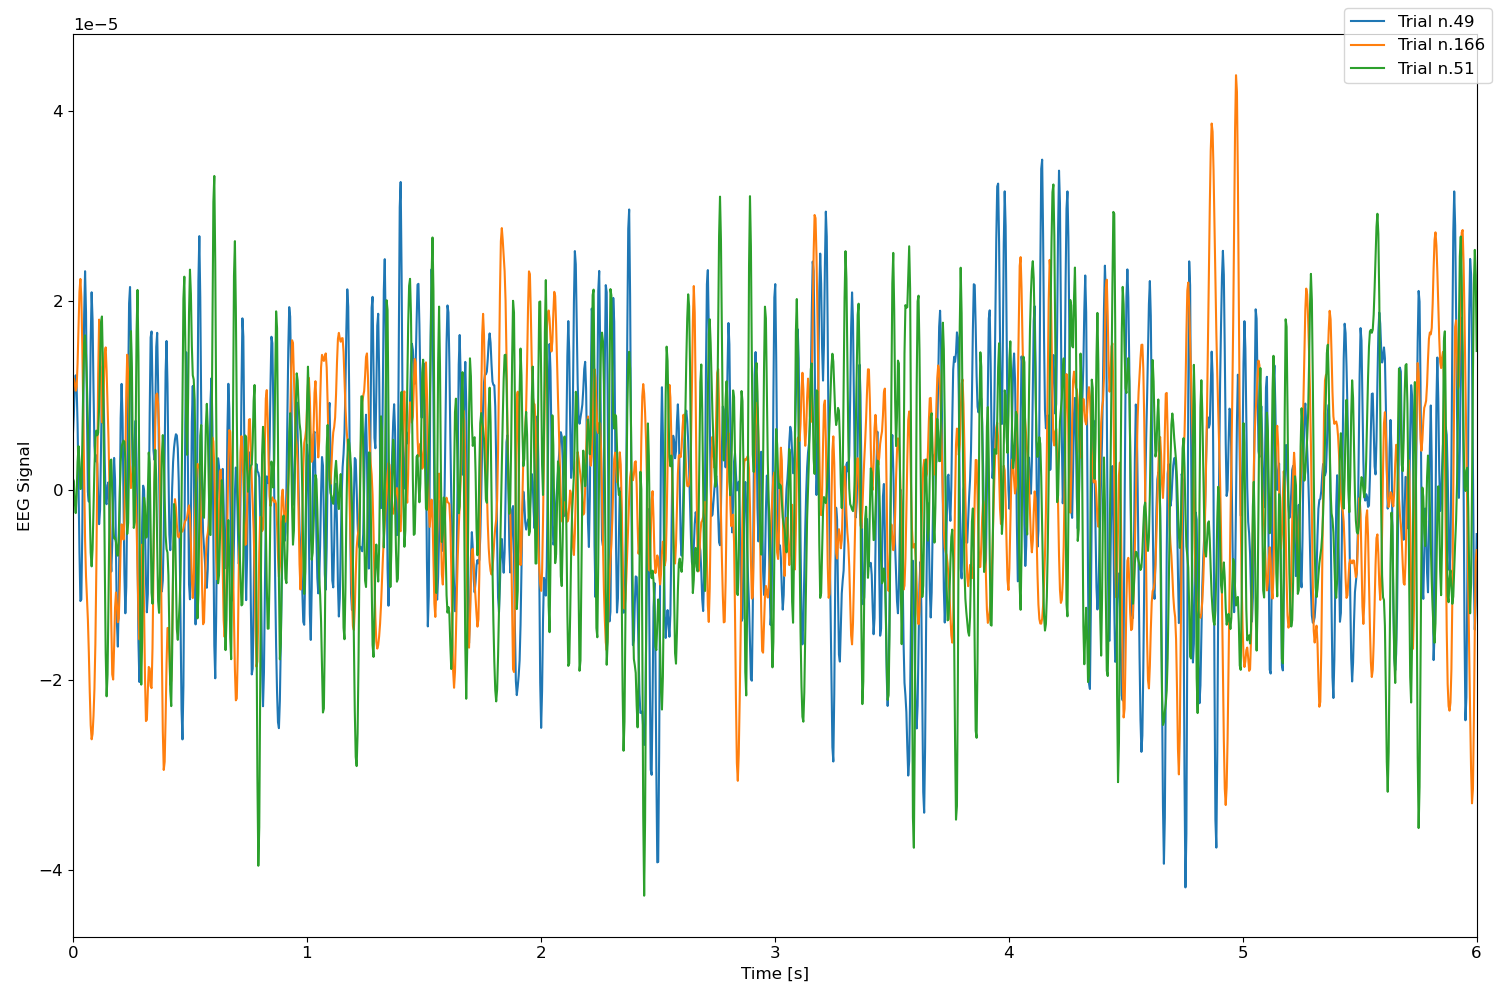 1e−5
Trial n.49
Trial n.166
Trial n.51
4
2
0
−2
−4
EEG Signal
0 1 2 3 4 5 6
Time [s]